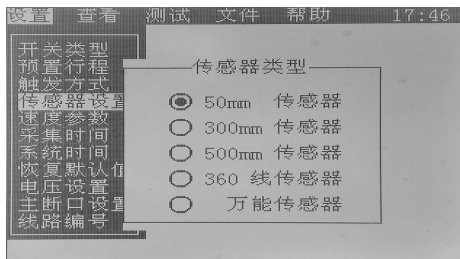 设置 查看 测试 文件 帮助 17:46
开关类型
预置行程
触发方式
传感器设置
速度参数
采集时间
系统时间
恢复默认值
电压设置
主断口设置
线路编号
传感器类型
50mm 传感器
300mm 传感器
500mm 传感器
360 线传感器
万能传感器